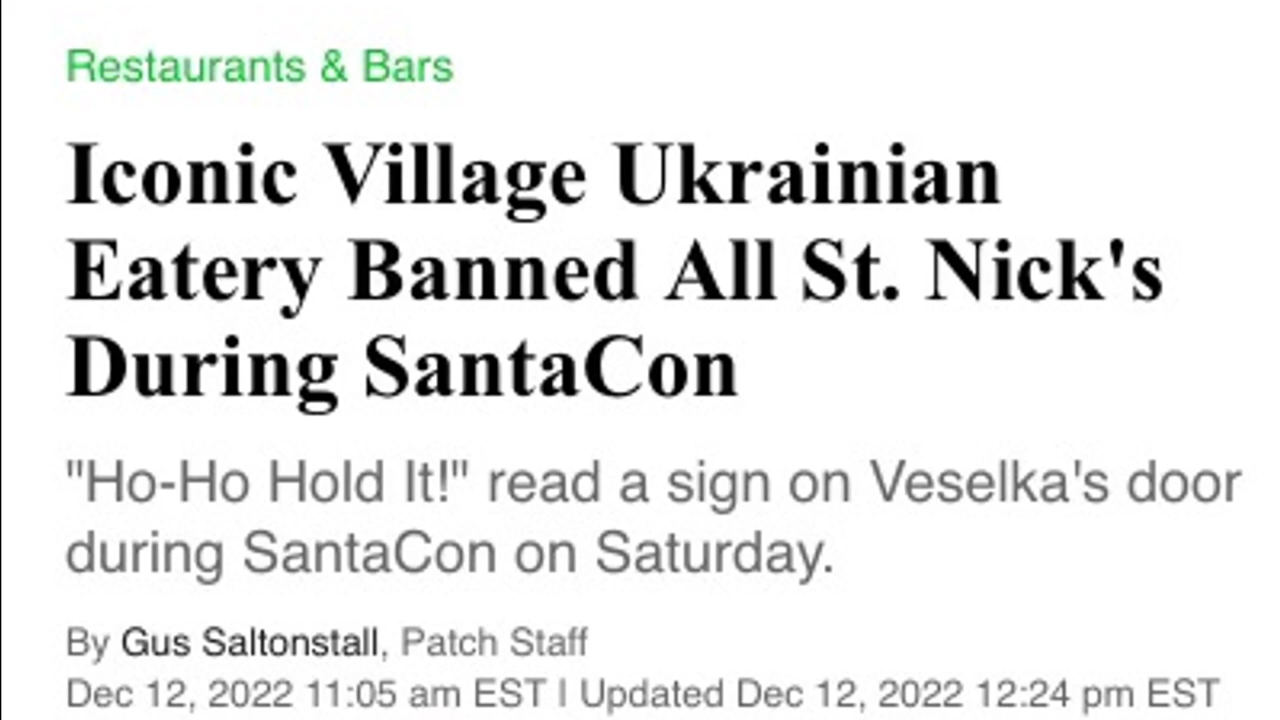 Restaurants & Bars
Iconic Village Ukrainian
Eatery Banned All St. Nick's
During SantaCon
"Ho-Ho Hold It!" read a sign on Veselka's door
during SantaCon on Saturday.
By Gus Saltonstall, Patch Staff
Dec 12, 2022 11:05 am EST | Updated Dec 12, 2022 12:24 pm EST